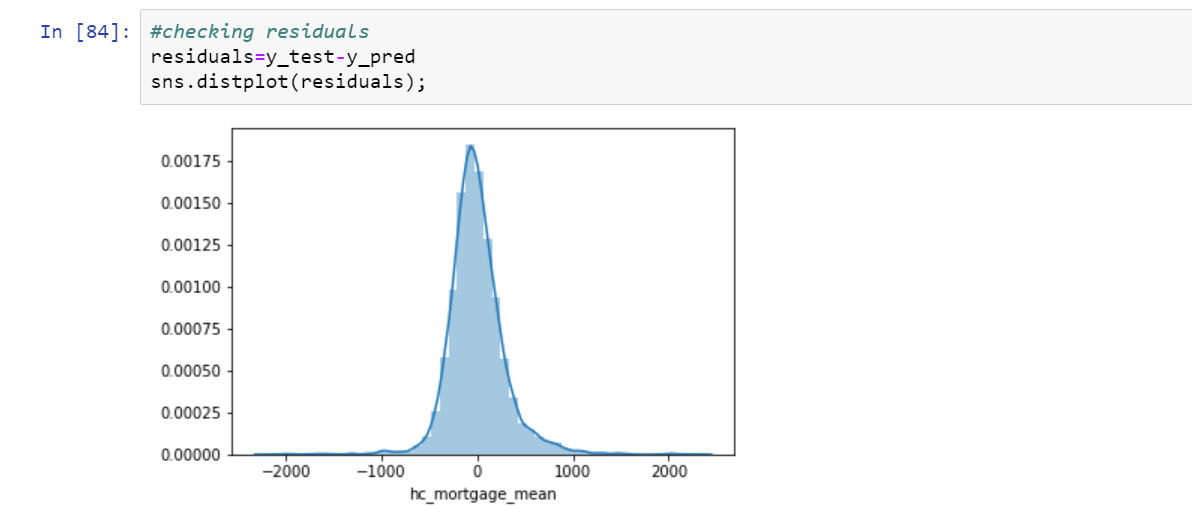 In [84]: #checking residuals
residuals=y_test-y_pred
sns.distplot(residuals);
0.00175
0.00150
0.00125
0.00100
0.00075
0.00050
0.00025
0.00000
−2000 −1000 0 1000 2000
hc_mortgage_mean